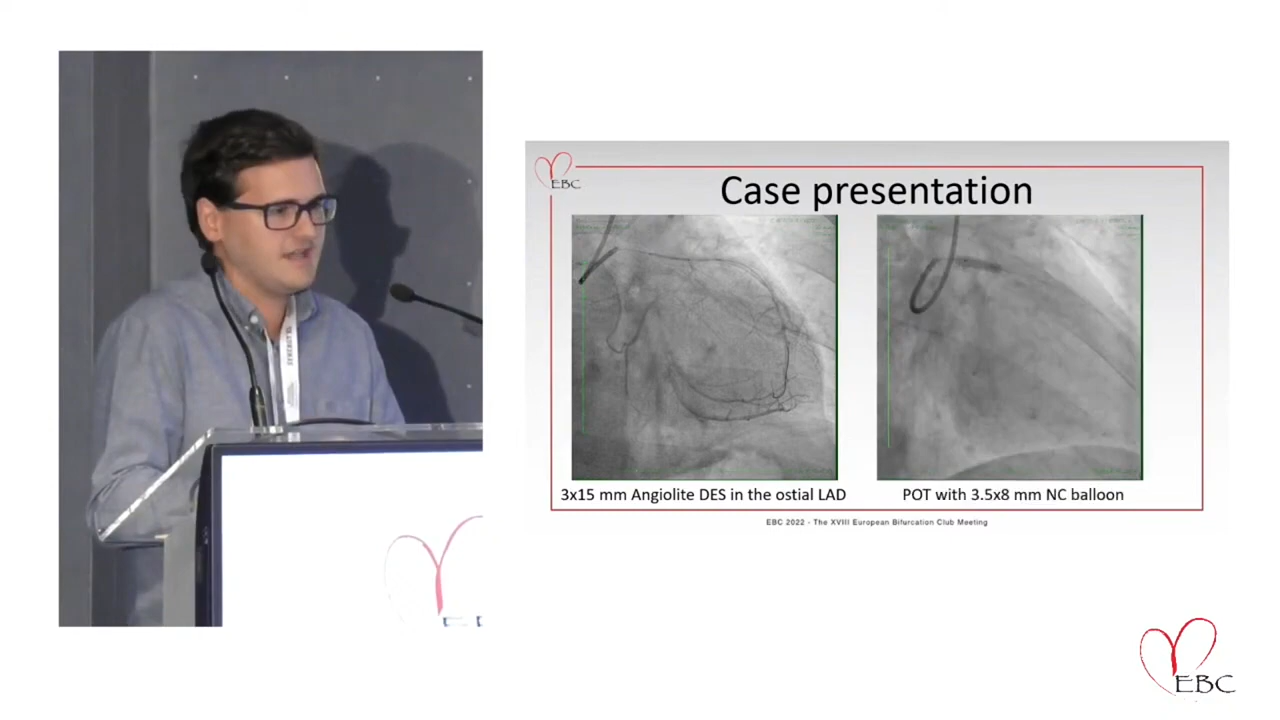 EBC
Case presentation
3x15 mm Angiolite DES in the ostial LAD
POT with 3.5x8 mm NC balloon
EBC 2022 - The XVIII European Bifurcation Club Meeting
EBC